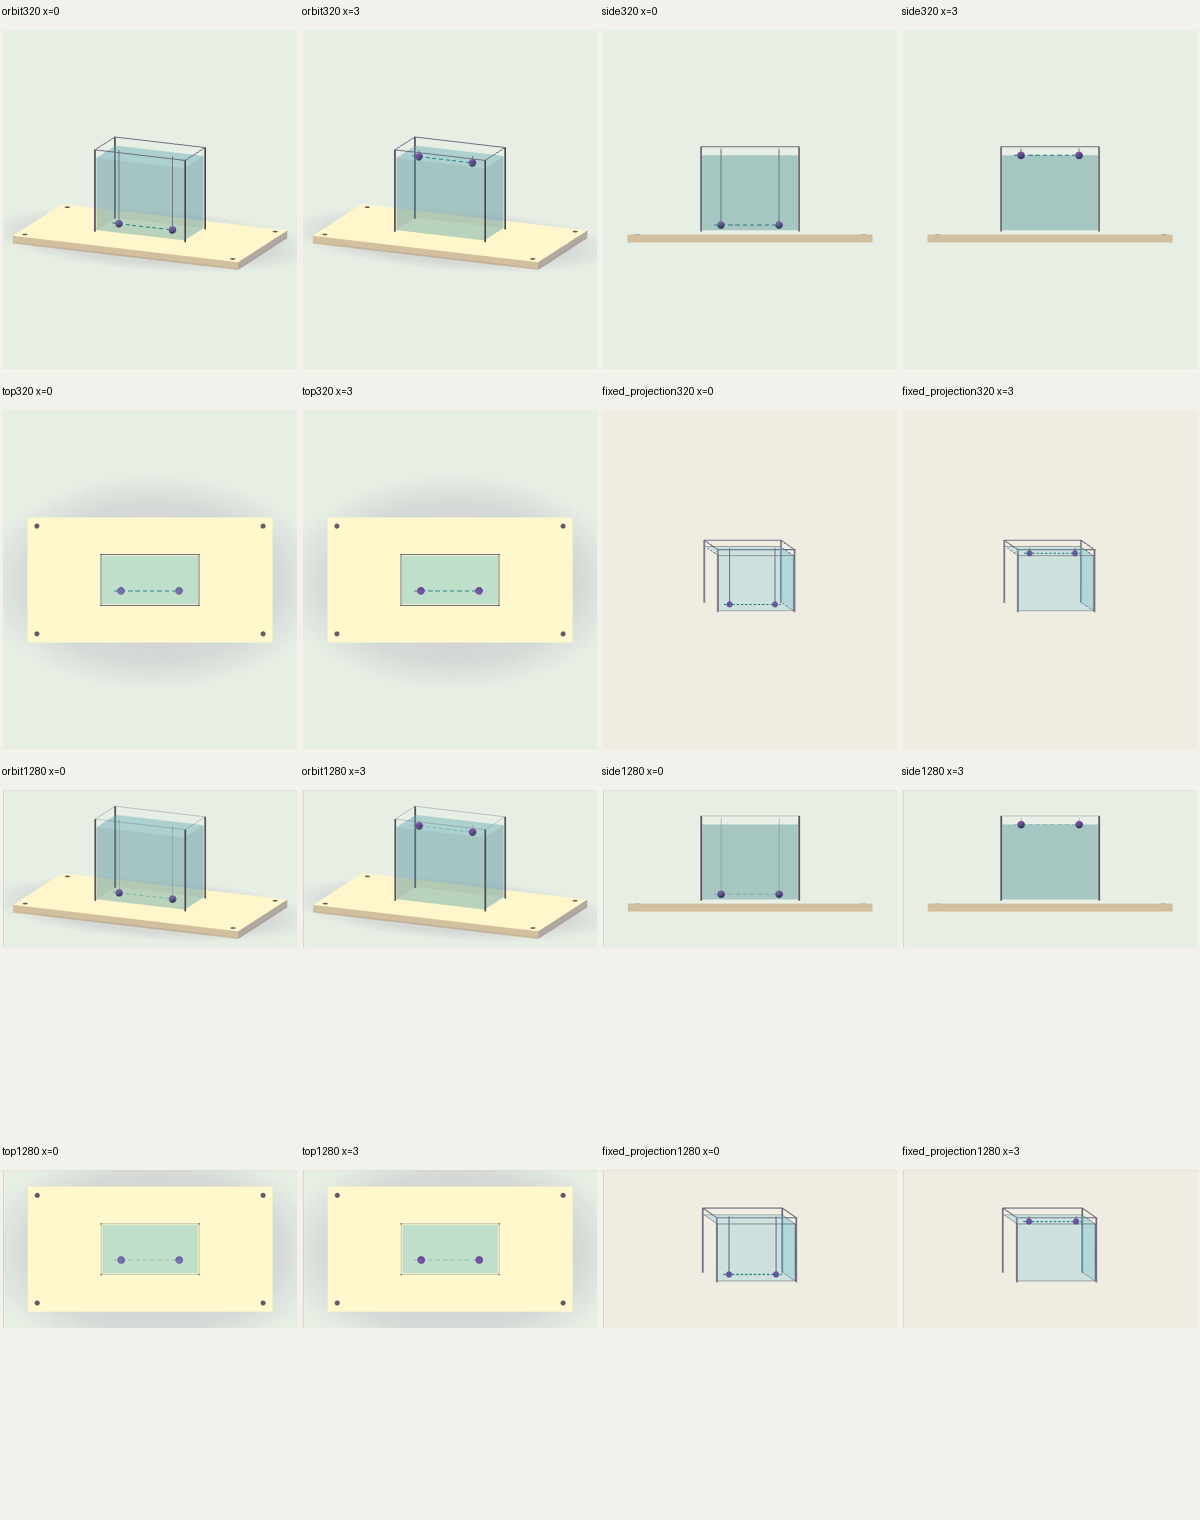 orbit320 x=0
orbit320 x=3
side320 x=0
side320 x=3
top320 x=0
top320 x=3
fixed_projection320 x=0
fixed_projection320 x=3
orbit1280 x=0
orbit1280 x=3
side1280 x=0
side1280 x=3
top1280 x=0
top1280 x=3
fixed_projection1280 x=0
fixed_projection1280 x=3